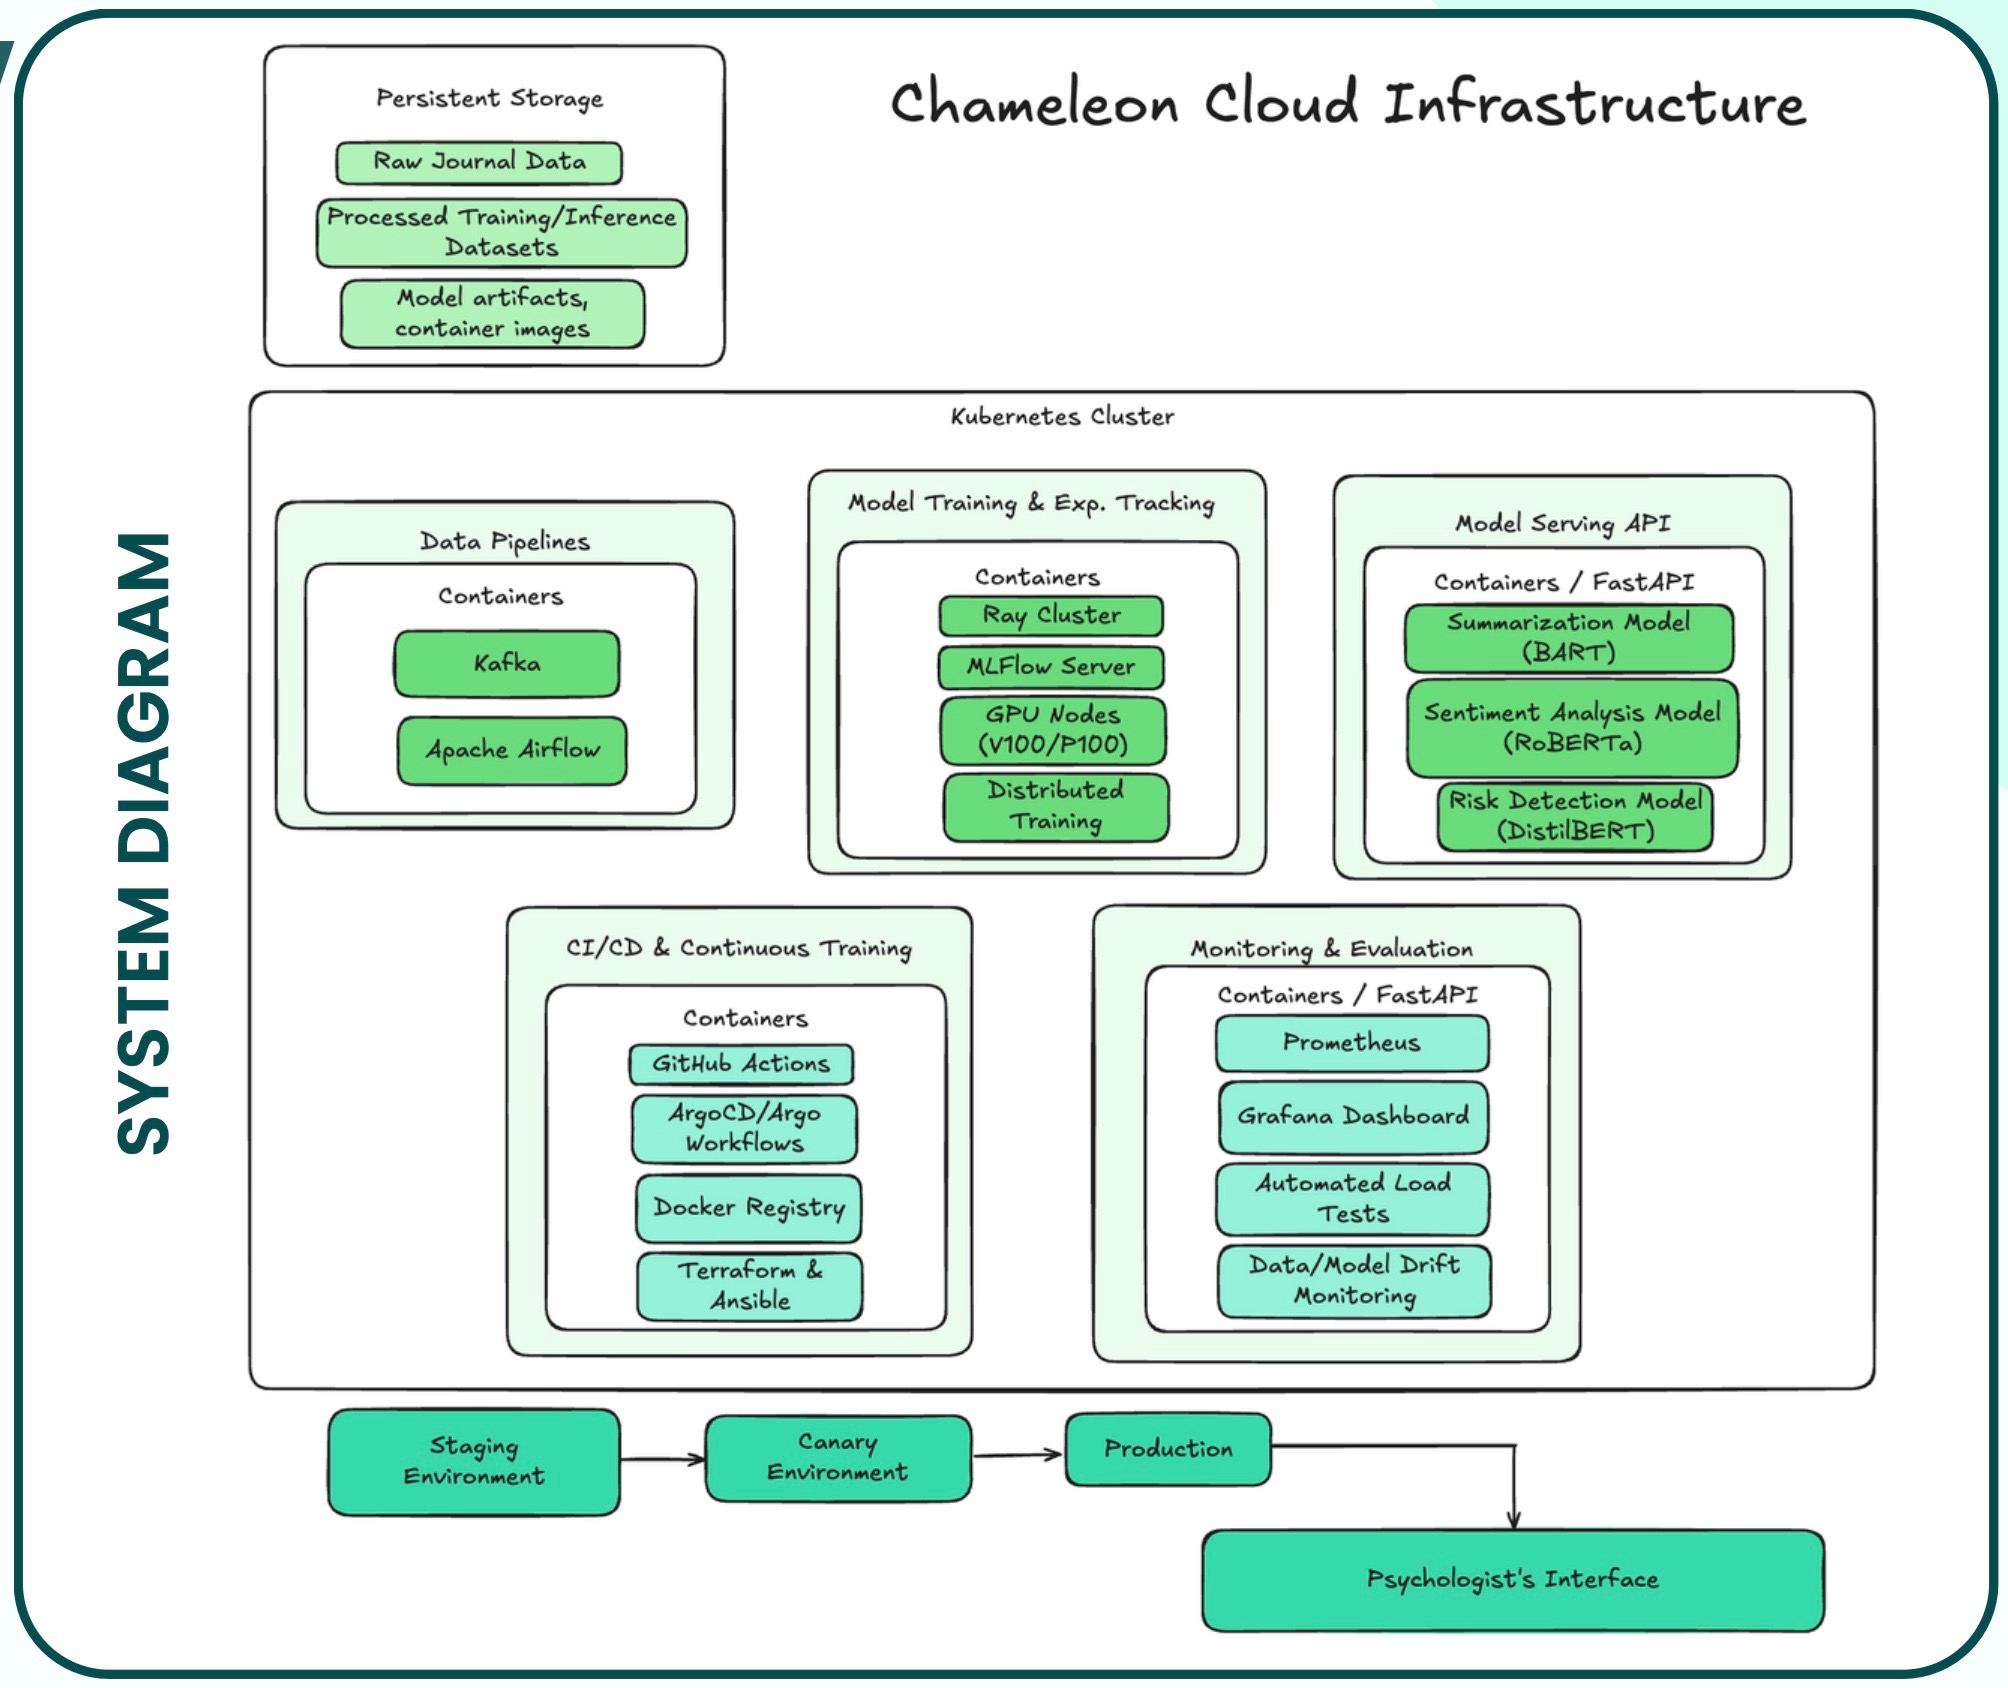 SYSTEM DIAGRAM
Chameleon Cloud Infrastructure
Persistent Storage
Raw Journal Data
Processed Training/Inference
Datasets
Model artifacts,
container images
Kubernetes Cluster
Data Pipelines
Containers
Kafka
Apache Airflow
Model Training & Exp. Tracking
Containers
Ray Cluster
MLFlow Server
GPU Nodes
(V100/P100)
Distributed
Training
Model Serving API
Containers / FastAPI
Summarization Model
(BART)
Sentiment Analysis Model
(RoBERTa)
Risk Detection Model
(DistilBERT)
CI/CD & Continuous Training
Containers
GitHub Actions
ArgoCD/Argo
Workflows
Docker Registry
Terraform &
Ansible
Monitoring & Evaluation
Containers / FastAPI
Prometheus
Grafana Dashboard
Automated Load
Tests
Data/Model Drift
Monitoring
Staging
Environment
Canary
Environment
Production
Psychologist's Interface